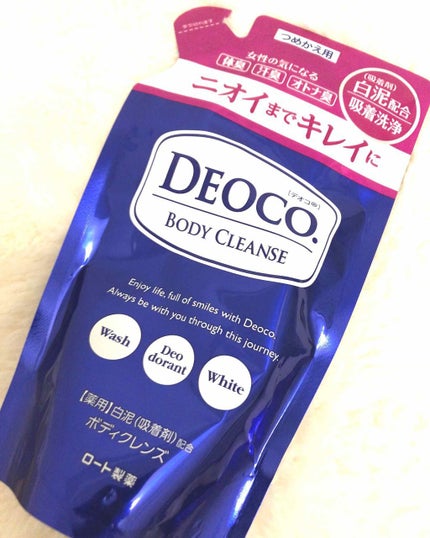 つめかえ用
女性の気になる
体臭 汗臭 オトナ臭
ニオイまでキレイに
(吸着剤)
白泥配合
吸着洗浄
DEOCO.
[デオコ®]
BODY CLEANSE
Enjoy life, full of smiles with Deoco.
Always be with you through this journey.
Wash
Deo
dorant
White
【薬用】白泥(吸着剤)配合
ボディクレンズ
ロート製薬